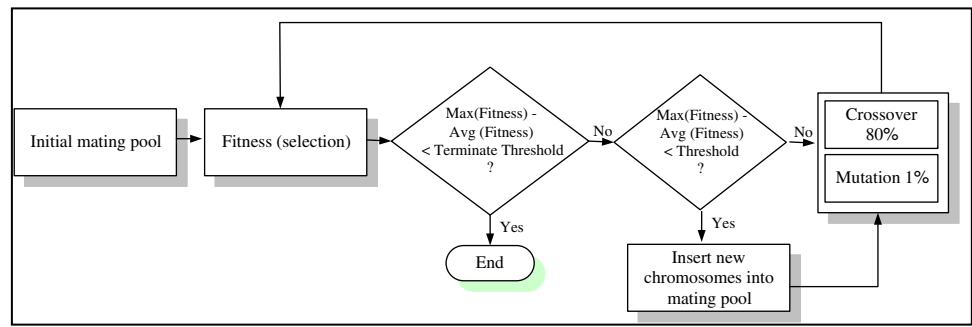 Initial mating pool
Fitness (selection)
Max(Fitness) -
Avg (Fitness)
< Terminate Threshold
?
No
Yes
End
Max(Fitness) -
Avg (Fitness)
< Threshold
?
No
Yes
Insert new
chromosomes into
mating pool
Crossover
80%
Mutation 1%